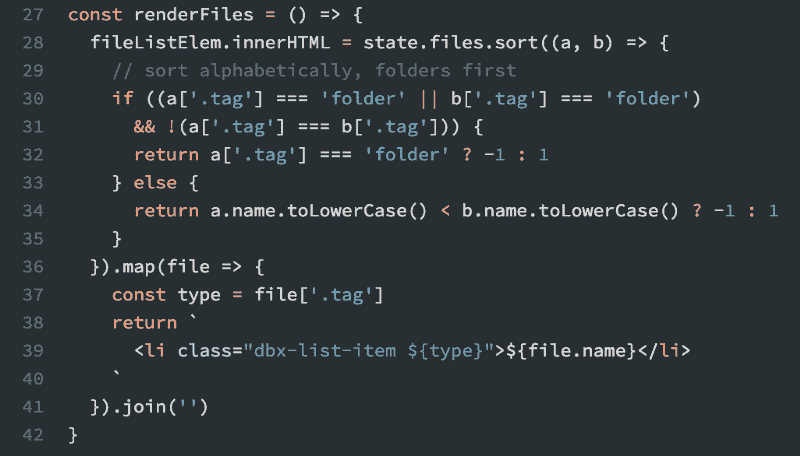 27 const renderFiles = () => {
28   fileListElem.innerHTML = state.files.sort((a, b) => {
29     // sort alphabetically, folders first
30     if ((a['.tag'] === 'folder' || b['.tag'] === 'folder')
31       && !(a['.tag'] === b['.tag'])) {
32       return a['.tag'] === 'folder' ? -1 : 1
33     } else {
34       return a.name.toLowerCase() < b.name.toLowerCase() ? -1 : 1
35     }
36   }).map(file => {
37     const type = file['.tag']
38     return `
39       <li class="dbx-list-item ${type}">${file.name}</li>
40     `
41   }).join('')
42 }